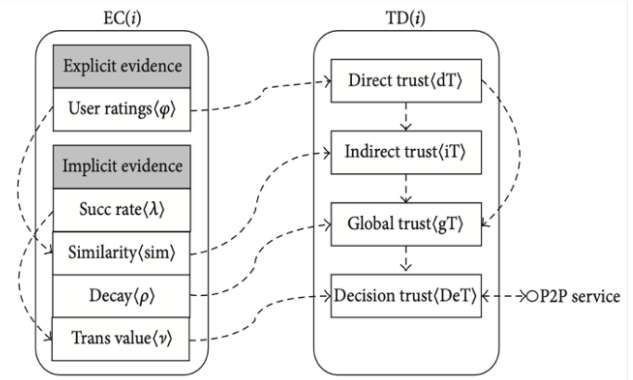 EC(i)
TD(i)
Explicit evidence
User ratings⟨φ⟩
Implicit evidence
Succ rate⟨λ⟩
Similarity⟨sim⟩
Decay⟨ρ⟩
Trans value⟨ν⟩
Direct trust⟨dT⟩
Indirect trust⟨iT⟩
Global trust⟨gT⟩
Decision trust⟨DeT⟩
P2P service